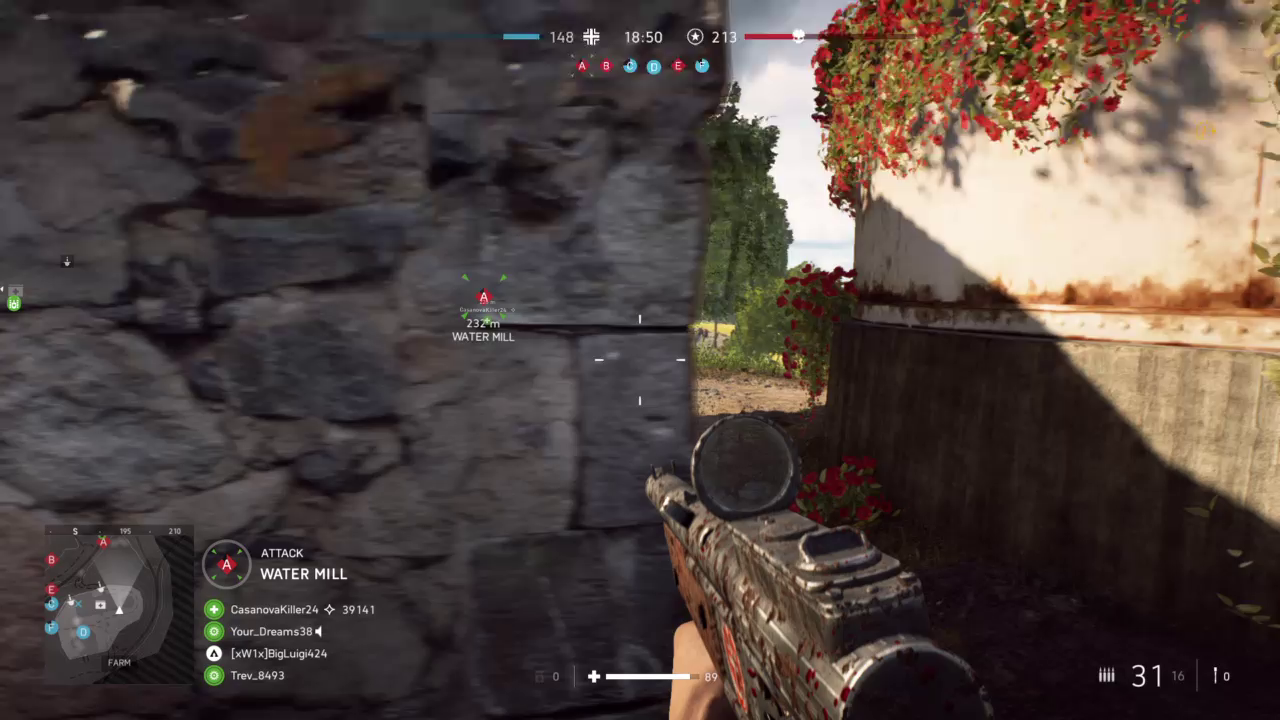 148 18:50 213
A B C D E F
A
CasanovaKiller24
232 m
WATER MILL
S 195 210
A
B
E
F D
FARM
A
ATTACK
WATER MILL
CasanovaKiller24 39141
Your_Dreams38
[xW1x]BigLuigi424
Trev_8493
0 89
31 16 0